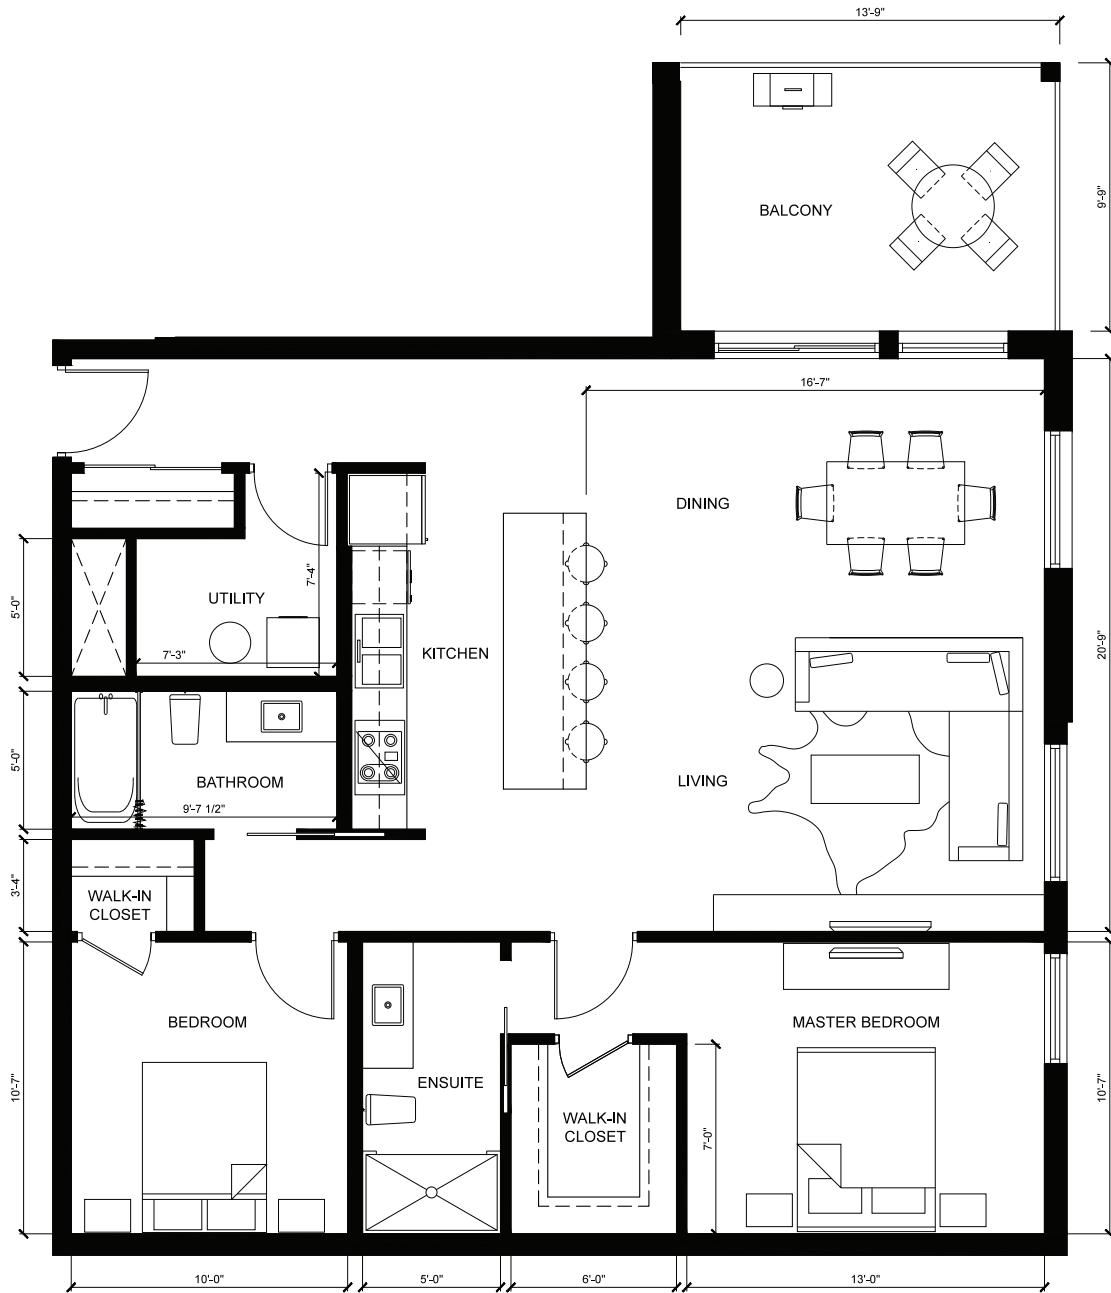 13'-9"
BALCONY
9'-9"
16'-7"
DINING
7'-4"
5'-0"
UTILITY
KITCHEN
7'-3"
20'-9"
BATHROOM
LIVING
5'-0"
9'-7 1/2"
3'-4"
WALK-IN
CLOSET
BEDROOM
MASTER BEDROOM
ENSUITE
10'-7"
10'-7"
WALK-IN
CLOSET
7'-0"
10'-0"
5'-0"
6'-0"
13'-0"